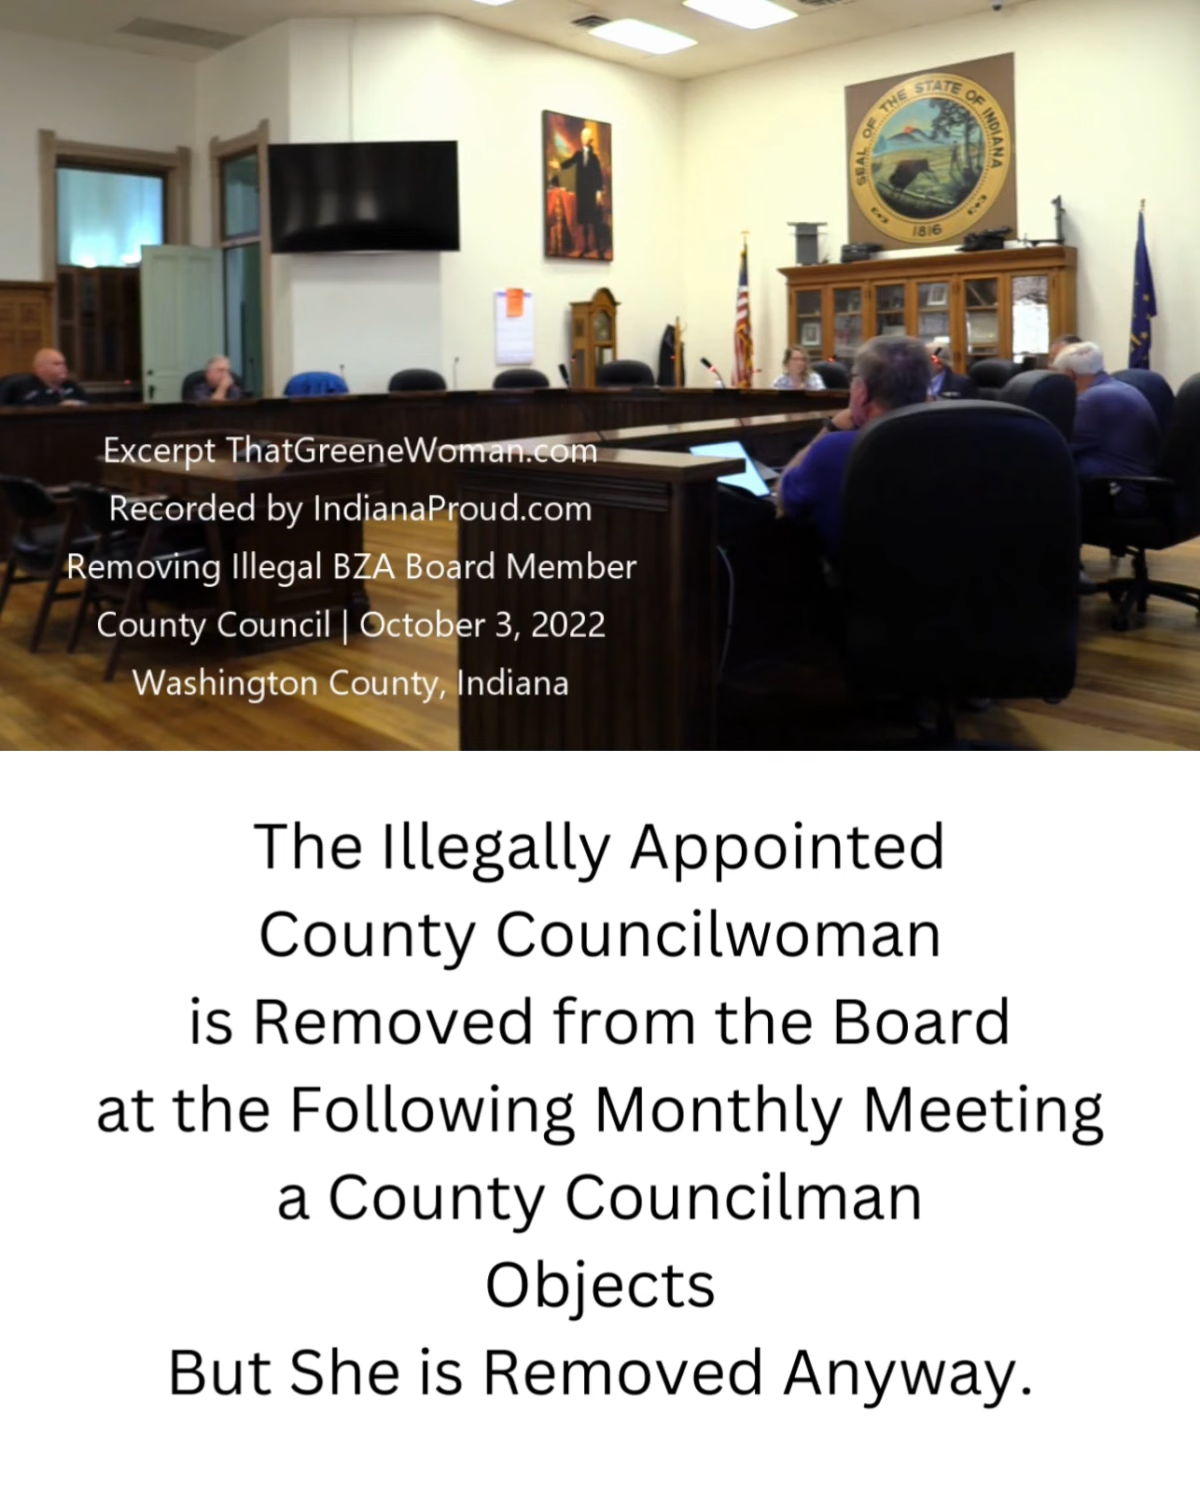 SEAL OF THE STATE OF INDIANA
1816
Excerpt ThatGreeneWoman.com
Recorded by IndianaProud.com
Removing Illegal BZA Board Member
County Council | October 3, 2022
Washington County, Indiana
The Illegally Appointed
County Councilwoman
is Removed from the Board
at the Following Monthly Meeting
a County Councilman
Objects
But She is Removed Anyway.